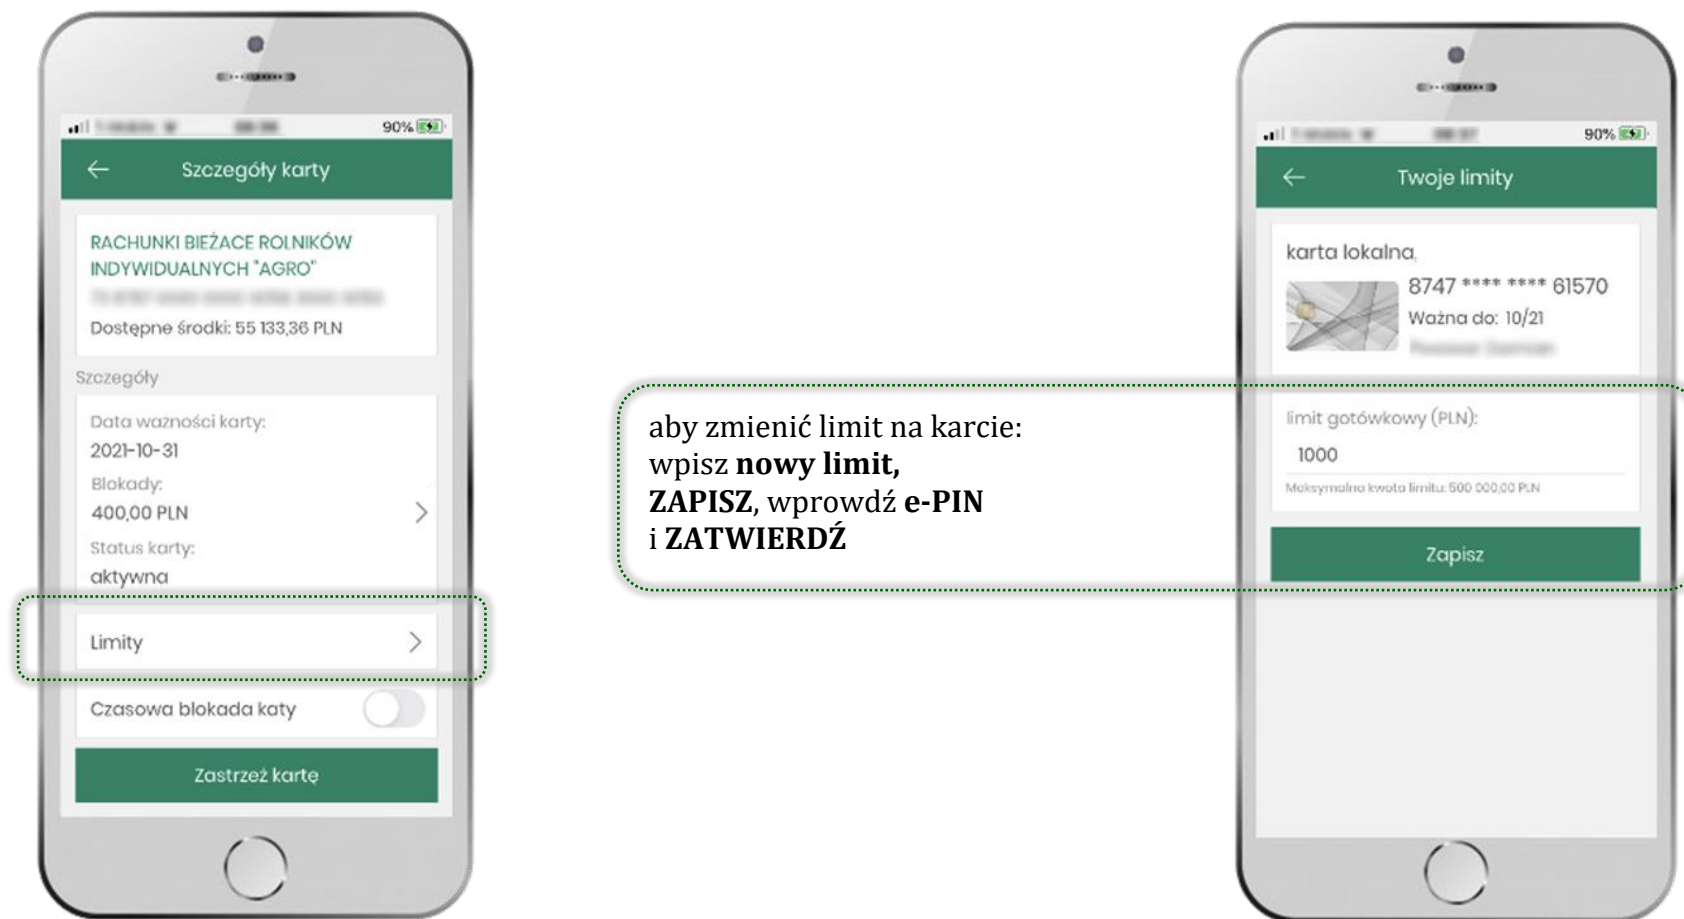 90%
Szczegóły karty
RACHUNKI BIEŻACE ROLNIKÓW
INDYWIDUALNYCH "AGRO"
Dostępne środki: 55 133,36 PLN
Szczegóły
Data ważności karty:
2021-10-31
Blokady:
400,00 PLN
Status karty:
aktywna
Limity
Czasowa blokada katy
Zastrzeż kartę
aby zmienić limit na karcie:
wpisz nowy limit,
ZAPISZ, wprowdź e-PIN
i ZATWIERDŹ
90%
Twoje limity
karta lokalna,
8747 **** **** 61570
Ważna do: 10/21
limit gotówkowy (PLN):
1000
Maksymalna kwota limitu: 500 000,00 PLN
Zapisz